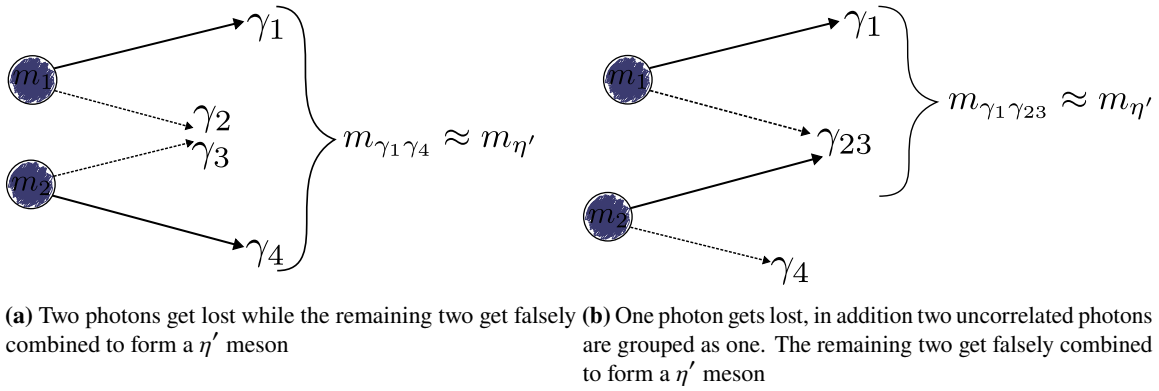 m₁
γ₁
γ₂
γ₃
m₂
γ₄
m_{γ₁γ₄} ≈ m_{η′}
m₁
γ₁
γ₂₃
m₂
γ₄
m_{γ₁γ₂₃} ≈ m_{η′}
(a) Two photons get lost while the remaining two get falsely
combined to form a η′ meson
(b) One photon gets lost, in addition two uncorrelated photons
are grouped as one. The remaining two get falsely combined
to form a η′ meson